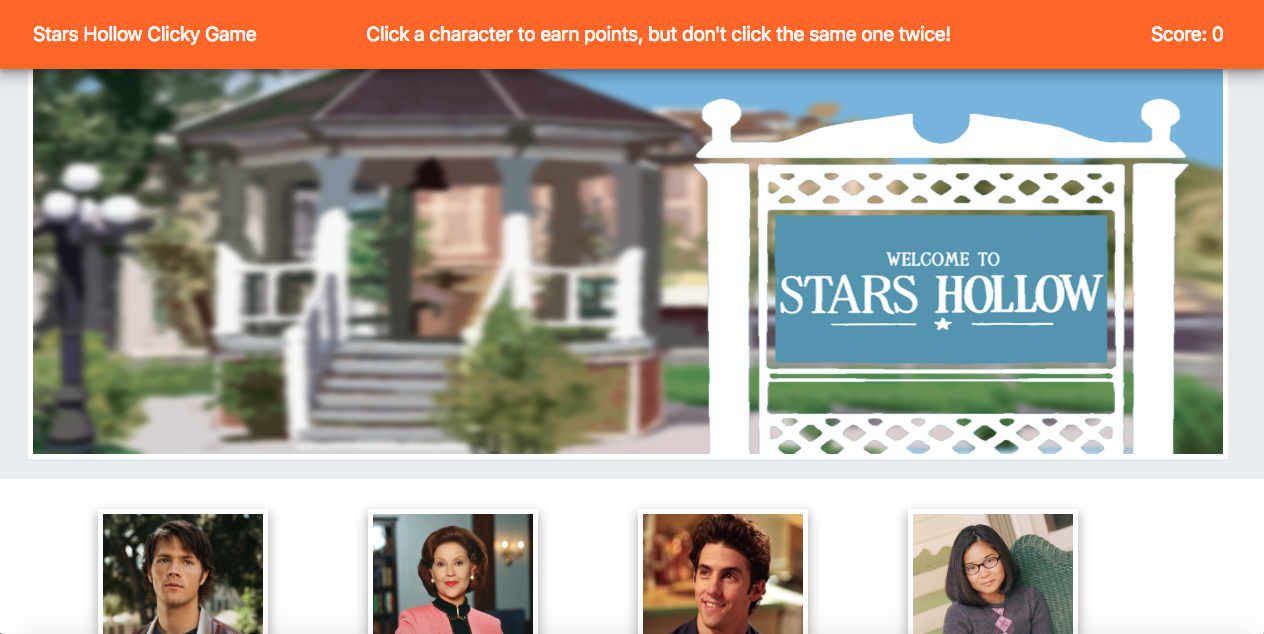 Stars Hollow Clicky Game
Click a character to earn points, but don't click the same one twice!
Score: 0
WELCOME TO
STARS HOLLOW